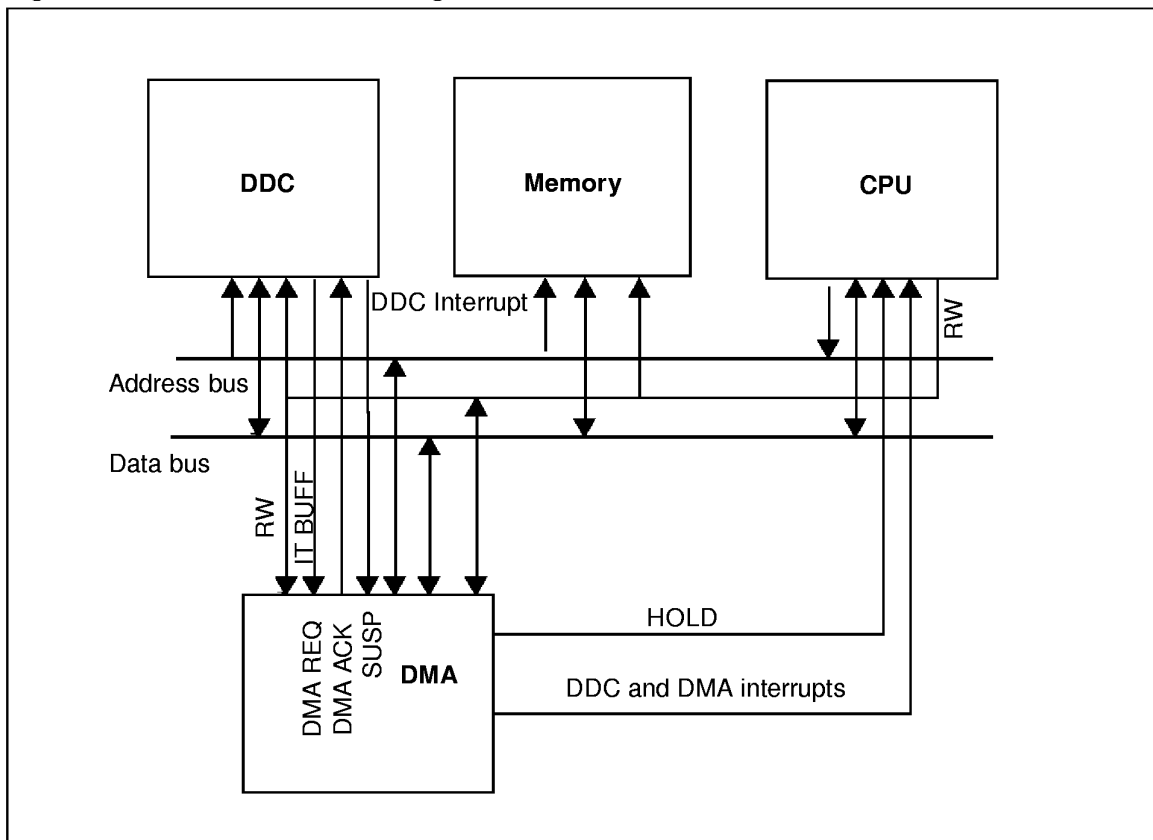 DDC
Memory
CPU
DDC Interrupt
RW
Address bus
Data bus
RW
IT BUFF
DMA REQ
DMA ACK
SUSP
DMA
HOLD
DDC and DMA interrupts